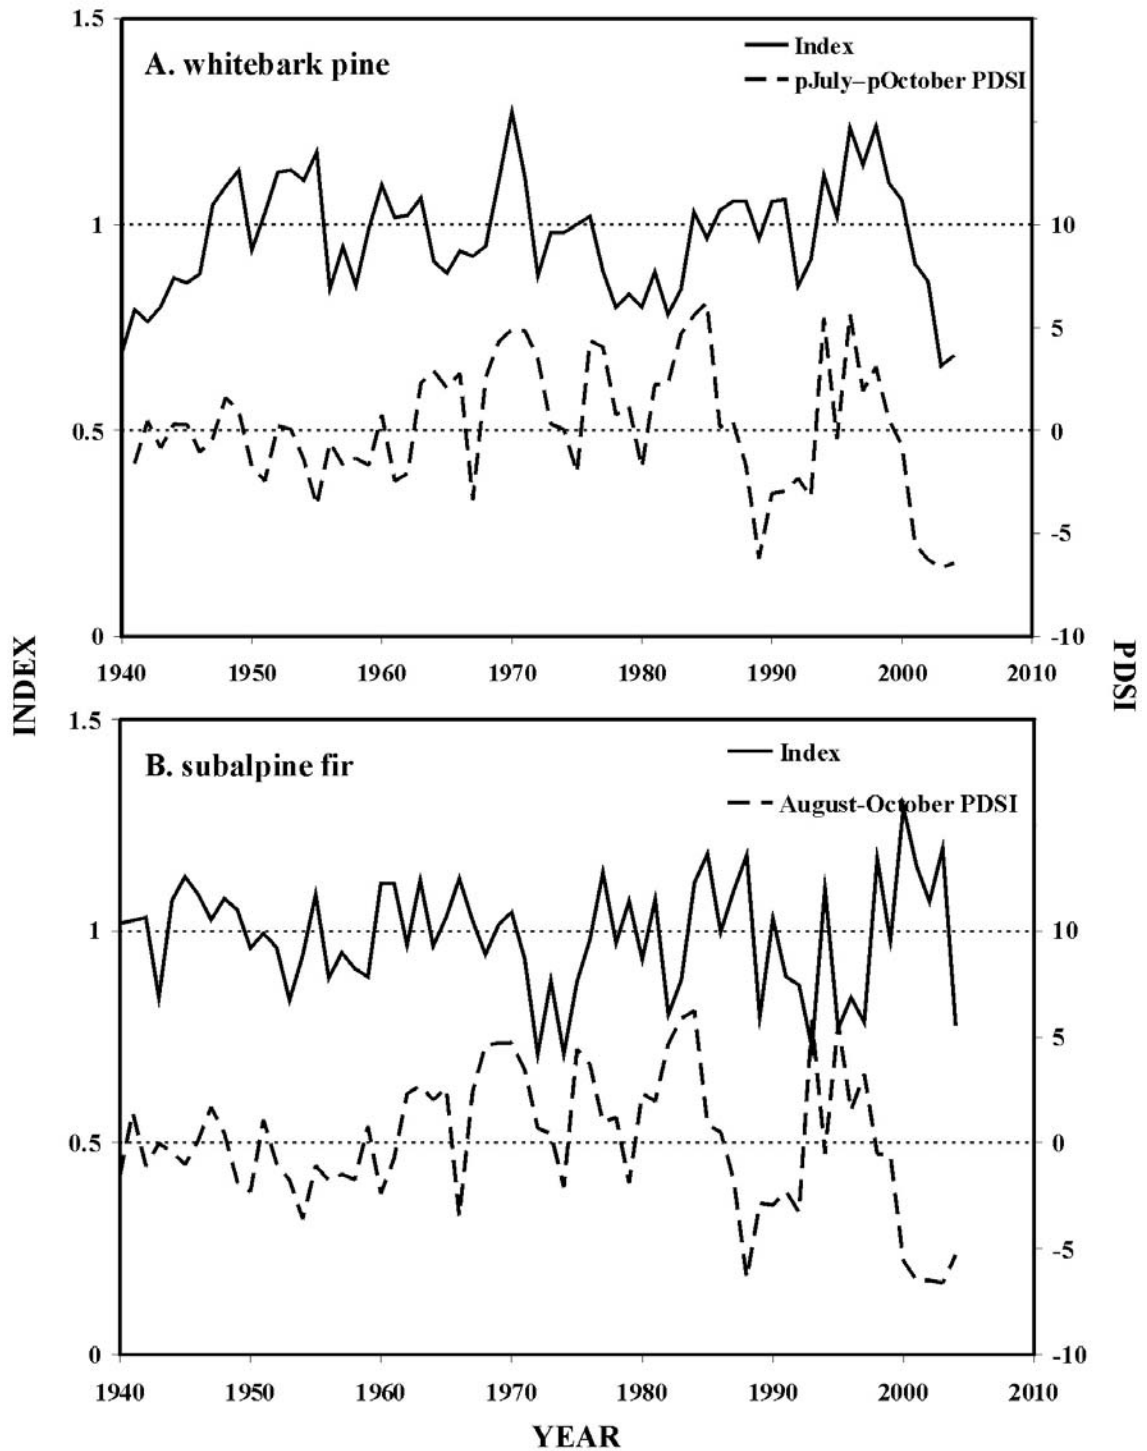 1.5
A. whitebark pine
Index
pJuly–pOctober PDSI
1
10
5
0.5
0
-5
0
-10
1940 1950 1960 1970 1980 1990 2000 2010
INDEX
PDSI
1.5
B. subalpine fir
Index
August-October PDSI
1
10
5
0.5
0
-5
0
-10
1940 1950 1960 1970 1980 1990 2000 2010
YEAR